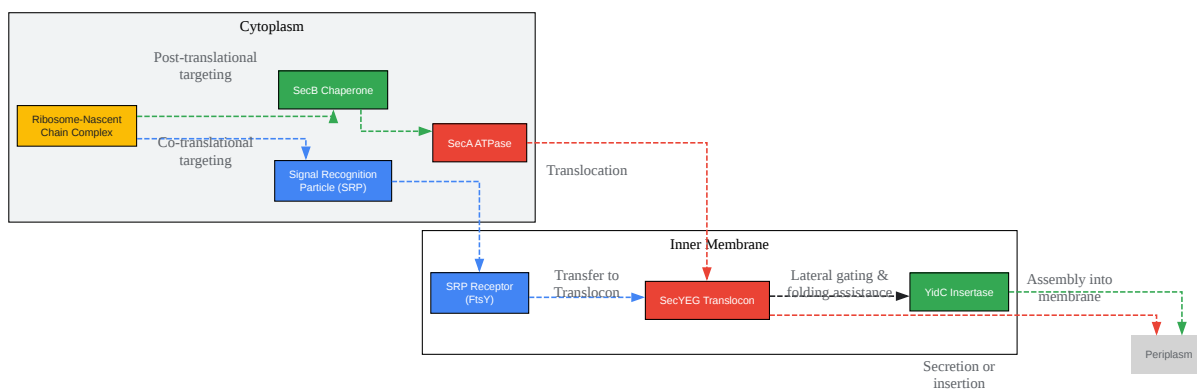 Cytoplasm
Post-translational
targeting
SecB Chaperone
Ribosome-Nascent
Chain Complex
Co-translational
targeting
SecA ATPase
Signal Recognition
Particle (SRP)
Translocation
Inner Membrane
SRP Receptor
(FtsY)
Transfer to
Translocon
SecYEG Translocon
Lateral gating &
folding assistance
YidC Insertase
Assembly into
membrane
Periplasm
Secretion or
insertion